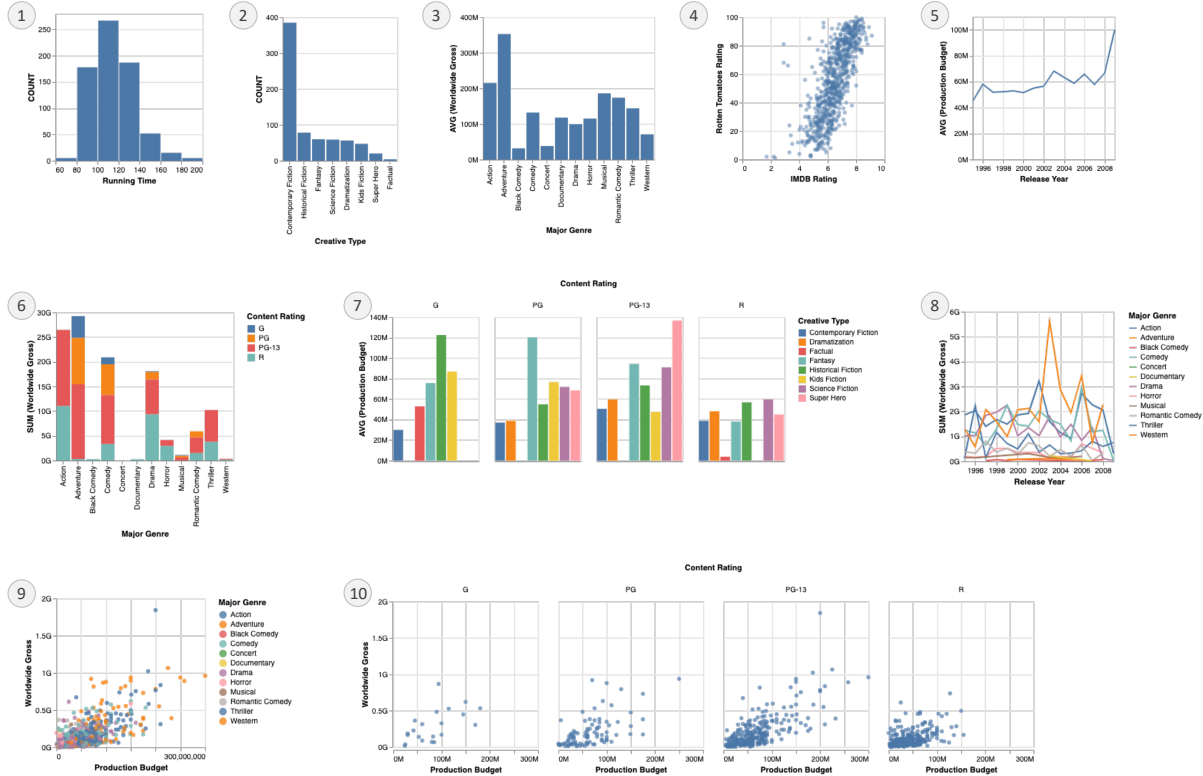 1
COUNT
250
200
150
100
50
0
60 80 100 120 140 160 180 200
Running Time
2
COUNT
400
300
200
100
0
Contemporary Fiction
Historical Fiction
Fantasy
Science Fiction
Dramatization
Kids Fiction
Super Hero
Factual
Creative Type
3
AVG (Worldwide Gross)
400M
300M
200M
100M
0M
Action
Adventure
Black Comedy
Comedy
Concert
Documentary
Drama
Horror
Musical
Romantic Comedy
Thriller
Western
Major Genre
4
Rotten Tomatoes Rating
100
80
60
40
20
0
0 2 4 6 8 10
IMDB Rating
5
AVG (Production Budget)
100M
80M
60M
40M
20M
0M
1996 1998 2000 2002 2004 2006 2008
Release Year
6
SUM (Worldwide Gross)
30G
25G
20G
15G
10G
5G
0G
Action
Adventure
Black Comedy
Comedy
Concert
Documentary
Drama
Horror
Musical
Romantic Comedy
Thriller
Western
Major Genre
Content Rating
G
PG
PG-13
R
7
Content Rating
G PG PG-13 R
AVG (Production Budget)
140M
120M
100M
80M
60M
40M
20M
0M
Creative Type
Contemporary Fiction
Dramatization
Factual
Fantasy
Historical Fiction
Kids Fiction
Science Fiction
Super Hero
8
SUM (Worldwide Gross)
6G
5G
4G
3G
2G
1G
0G
1996 1998 2000 2002 2004 2006 2008
Release Year
Major Genre
Action
Adventure
Black Comedy
Comedy
Concert
Documentary
Drama
Horror
Musical
Romantic Comedy
Thriller
Western
9
Worldwide Gross
2G
1.5G
1G
0.5G
0G
0 300,000,000
Production Budget
Major Genre
Action
Adventure
Black Comedy
Comedy
Concert
Documentary
Drama
Horror
Musical
Romantic Comedy
Thriller
Western
10
Content Rating
G PG PG-13 R
Worldwide Gross
2G
1.5G
1G
0.5G
0G
0M 100M 200M 300M
0M 100M 200M 300M
0M 100M 200M 300M
0M 100M 200M 300M
Production Budget Production Budget Production Budget Production Budget